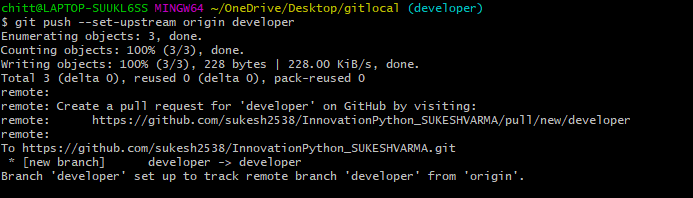 chitt@LAPTOP-SUUKL6SS MINGW64 ~/OneDrive/Desktop/gitlocal (developer)
$ git push --set-upstream origin developer
Enumerating objects: 3, done.
Counting objects: 100% (3/3), done.
Writing objects: 100% (3/3), 228 bytes | 228.00 KiB/s, done.
Total 3 (delta 0), reused 0 (delta 0), pack-reused 0
remote:
remote: Create a pull request for 'developer' on GitHub by visiting:
remote:      https://github.com/sukesh2538/InnovationPython_SUKESHVARMA/pull/new/developer
remote:
To https://github.com/sukesh2538/InnovationPython_SUKESHVARMA.git
 * [new branch]      developer -> developer
Branch 'developer' set up to track remote branch 'developer' from 'origin'.